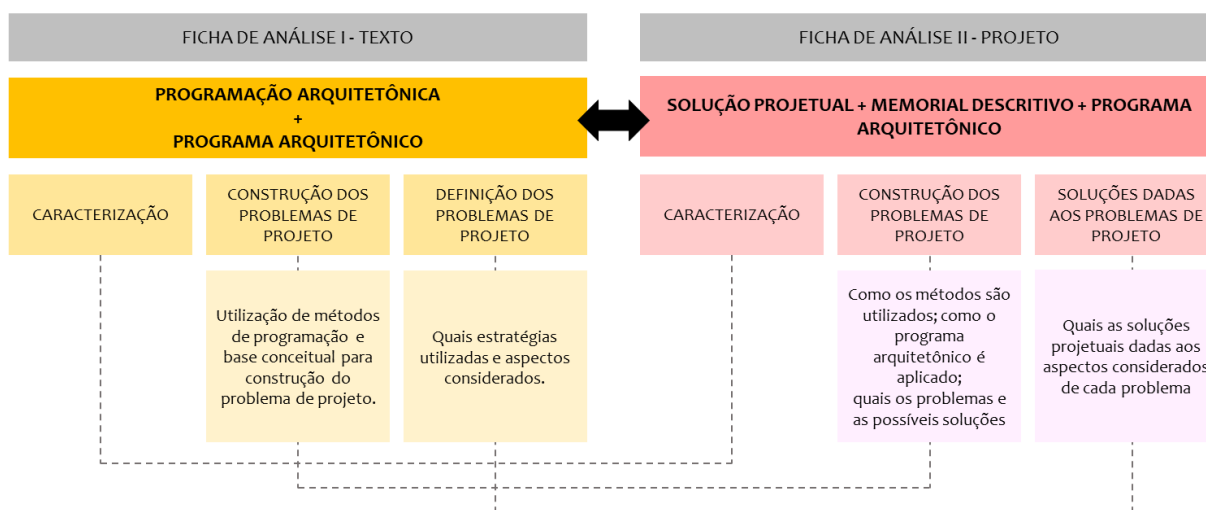 FICHA DE ANÁLISE I - TEXTO
PROGRAMAÇÃO ARQUITETÔNICA
+
PROGRAMA ARQUITETÔNICO
CARACTERIZAÇÃO
CONSTRUÇÃO DOS
PROBLEMAS DE
PROJETO
DEFINIÇÃO DOS
PROBLEMAS DE
PROJETO
Utilização de métodos
de programação e
base conceitual para
construção do
problema de projeto.
Quais estratégias
utilizadas e aspectos
considerados.
FICHA DE ANÁLISE II - PROJETO
SOLUÇÃO PROJETUAL + MEMORIAL DESCRITIVO + PROGRAMA
ARQUITETÔNICO
CARACTERIZAÇÃO
CONSTRUÇÃO DOS
PROBLEMAS DE
PROJETO
SOLUÇÕES DADAS
AOS PROBLEMAS DE
PROJETO
Como os métodos são
utilizados; como o
programa
arquitetônico é
aplicado;
quais os problemas e
as possíveis soluções
Quais as soluções
projetuais dadas aos
aspectos considerados
de cada problema